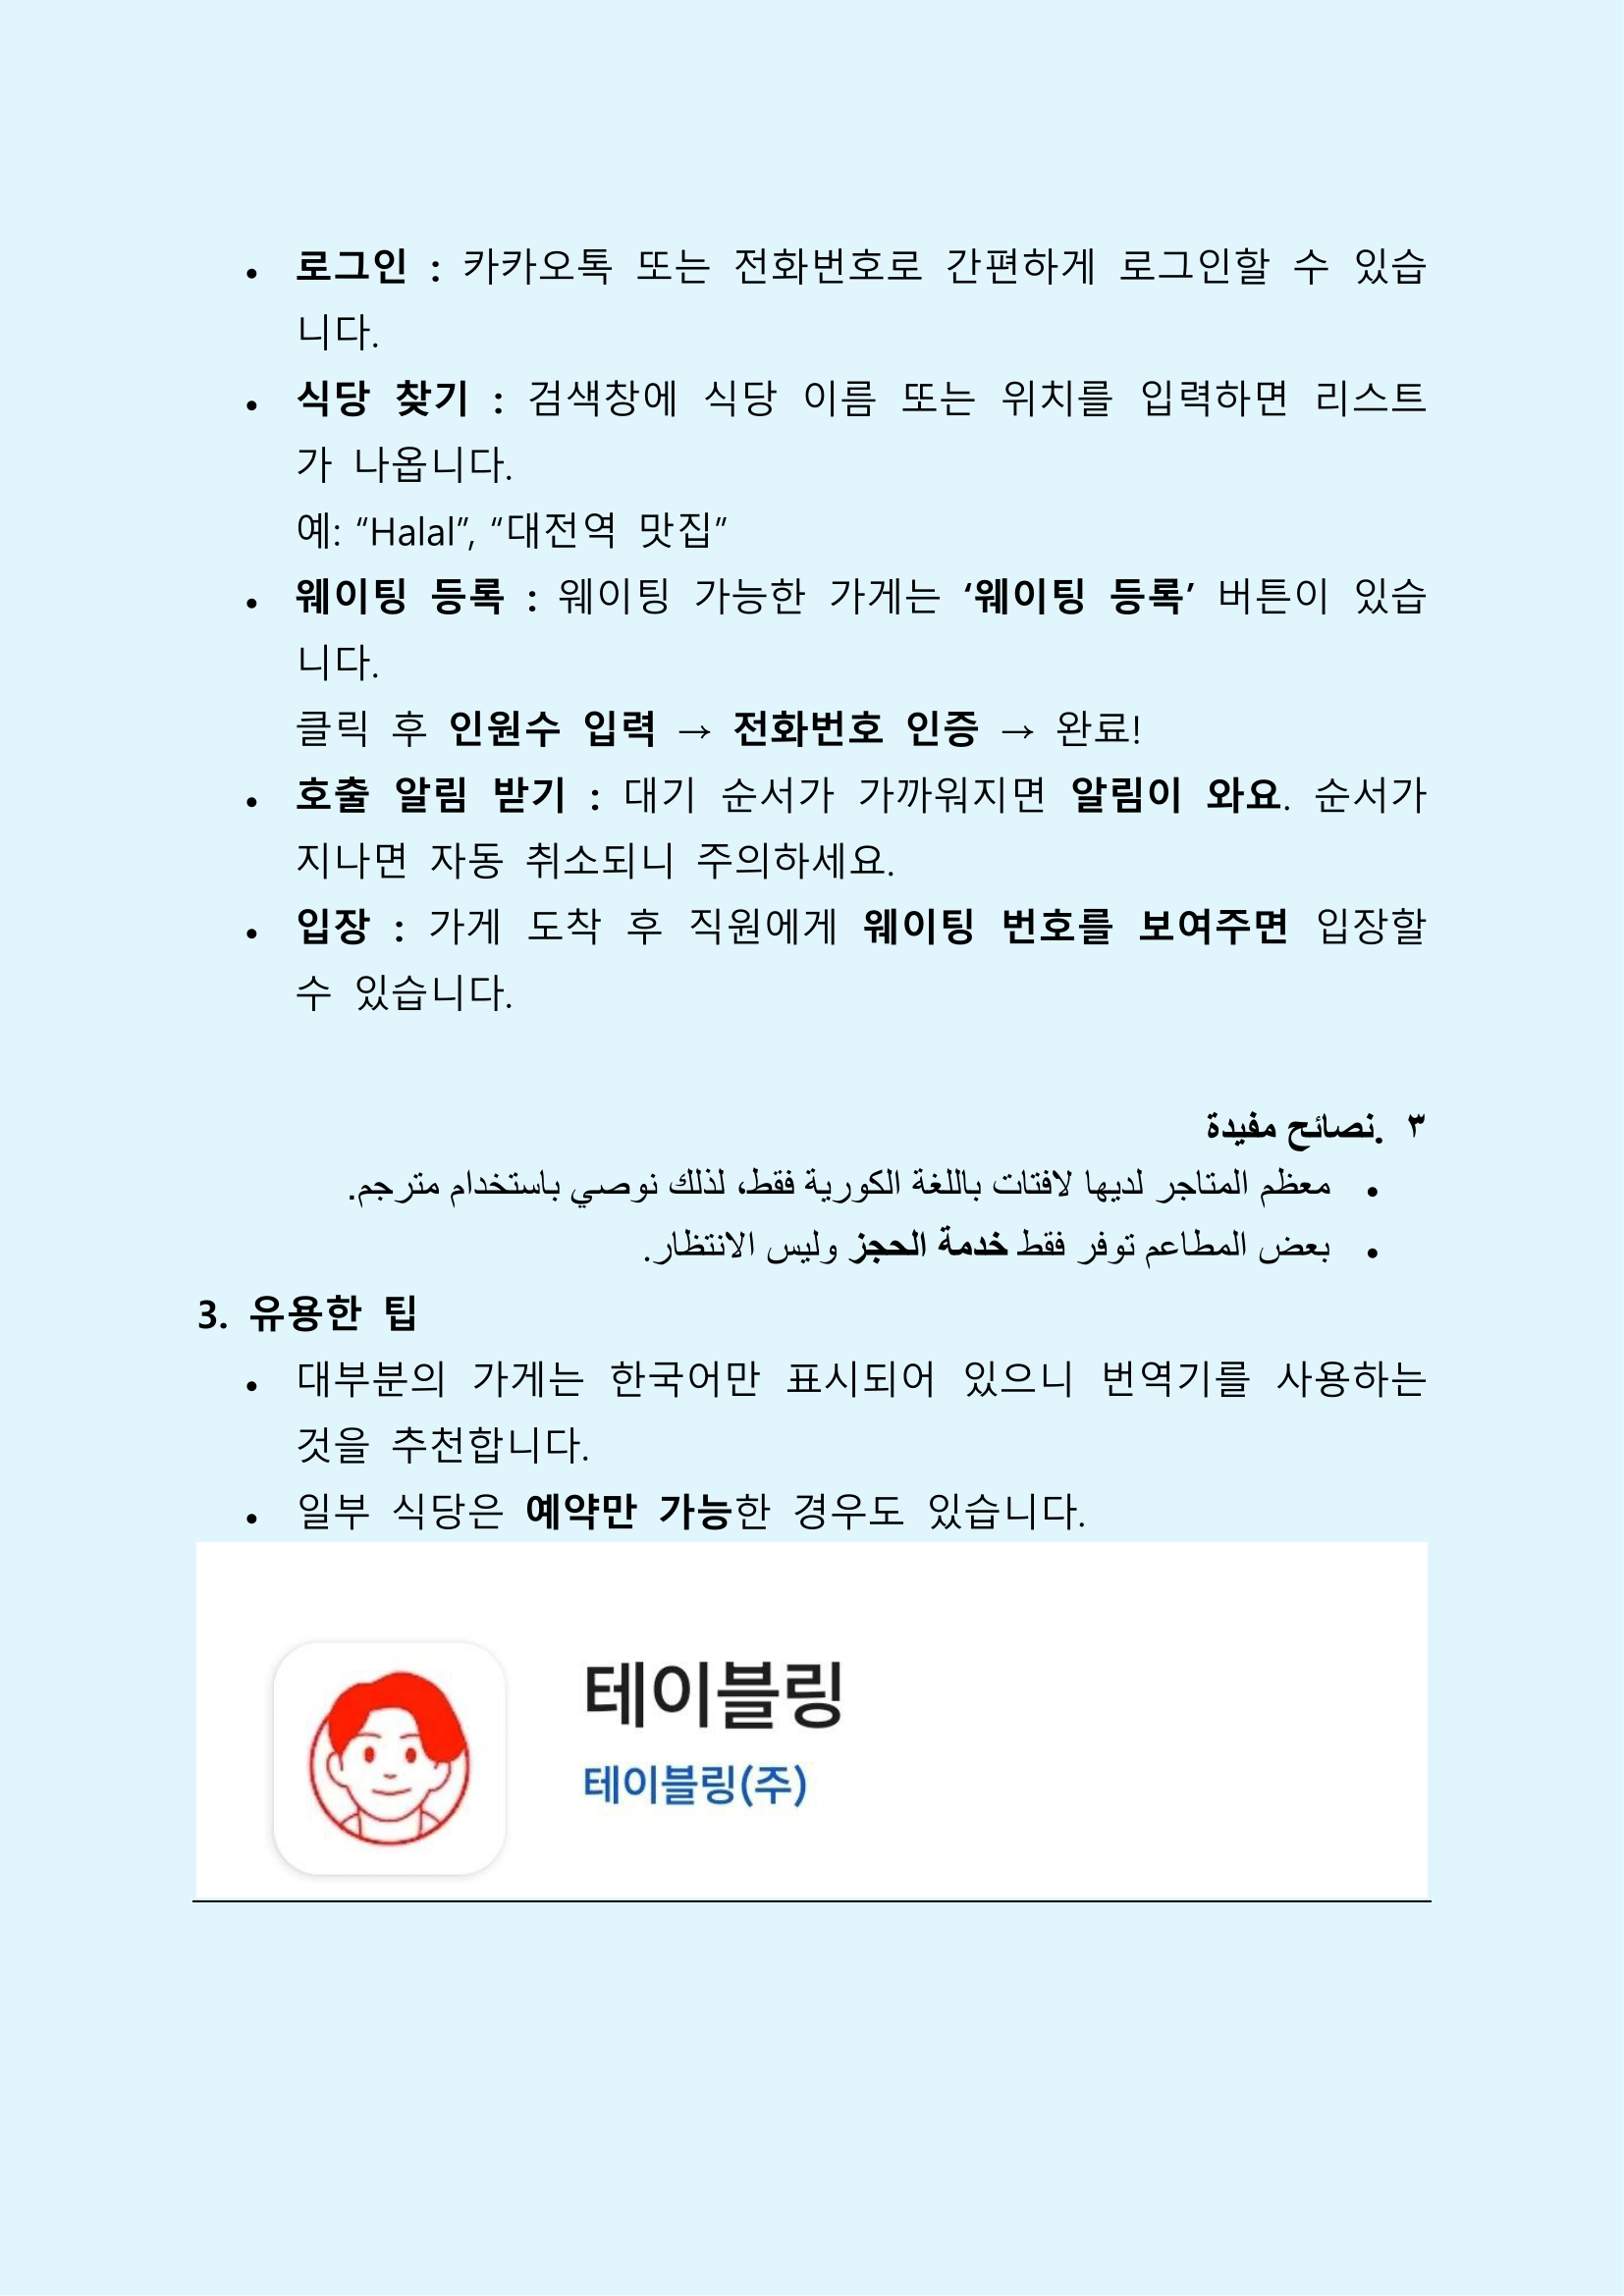 • 로그인 : 카카오톡 또는 전화번호로 간편하게 로그인할 수 있습
니다.
• 식당 찾기 : 검색창에 식당 이름 또는 위치를 입력하면 리스트
가 나옵니다.
예: “Halal”, “대전역 맛집”
• 웨이팅 등록 : 웨이팅 가능한 가게는 ‘웨이팅 등록’ 버튼이 있습
니다.
클릭 후 인원수 입력 → 전화번호 인증 → 완료!
• 호출 알림 받기 : 대기 순서가 가까워지면 알림이 와요. 순서가
지나면 자동 취소되니 주의하세요.
• 입장 : 가게 도착 후 직원에게 웨이팅 번호를 보여주면 입장할
수 있습니다.
٣ .نصائح مفيدة
• معظم المتاجر لديها لافتات باللغة الكورية فقط، لذلك نوصي باستخدام مترجم.
• بعض المطاعم توفر فقط خدمة الحجز وليس الانتظار.
3. 유용한 팁
• 대부분의 가게는 한국어만 표시되어 있으니 번역기를 사용하는
것을 추천합니다.
• 일부 식당은 예약만 가능한 경우도 있습니다.
테이블링
테이블링(주)